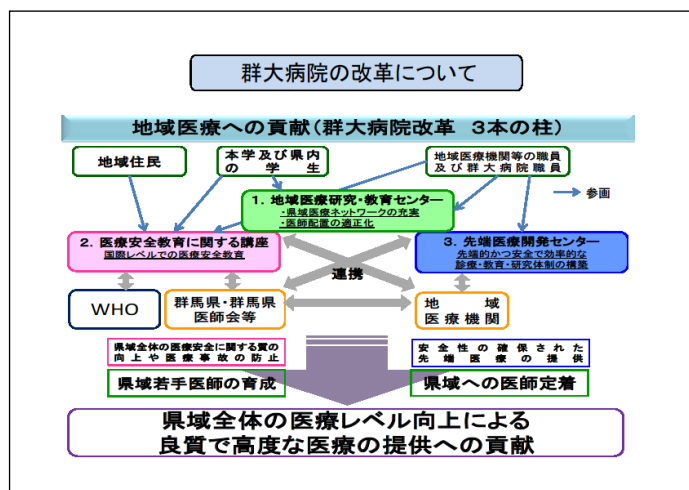 群大病院の改革について
地域医療への貢献(群大病院改革 3本の柱)
地域住民
本学及び県内
の学生
地域医療機関等の職員
及び群大病院職員
参画
1. 地域医療研究・教育センター
・県域医療ネットワークの充実
・医師配置の適正化
2. 医療安全教育に関する講座
国際レベルでの医療安全教育
3. 先端医療開発センター
先端的かつ安全で効率的な
診療・教育・研究体制の構築
連携
WHO
群馬県・群馬県
医師会等
地域
医療機関
県域全体の医療安全に関する質の
向上や医療事故の防止
安全性の確保された
先端医療の提供
県域若手医師の育成
県域への医師定着
県域全体の医療レベル向上による
良質で高度な医療の提供への貢献